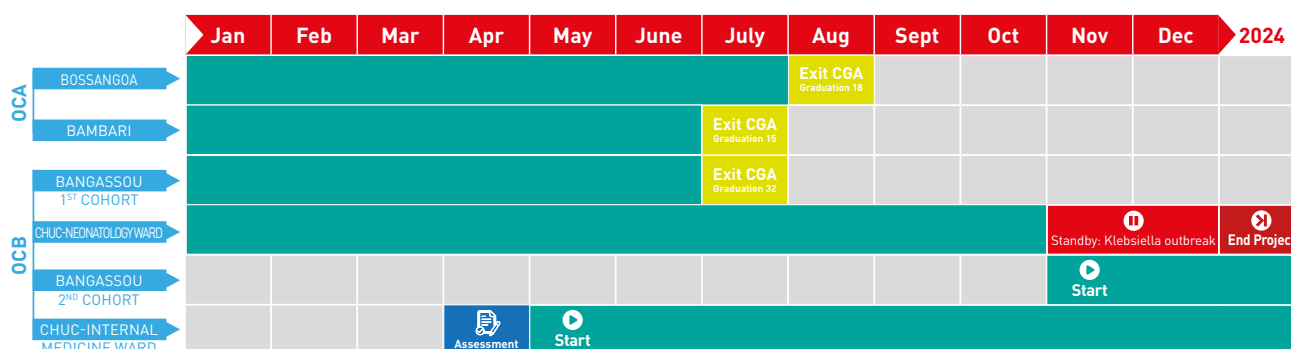 Jan Feb Mar Apr May June July Aug Sept Oct Nov Dec 2024
OCA
BOSSANGOA
Exit CGA
Graduation 18
BAMBARI
Exit CGA
Graduation 15
OCB
BANGASSOU
1ST COHORT
Exit CGA
Graduation 32
CHUC-NEONATOLOGY WARD
Standby: Klebsiella outbreak
End Projec
BANGASSOU
2ND COHORT
Start
CHUC-INTERNAL
MEDICINE WARD
Assessment
Start